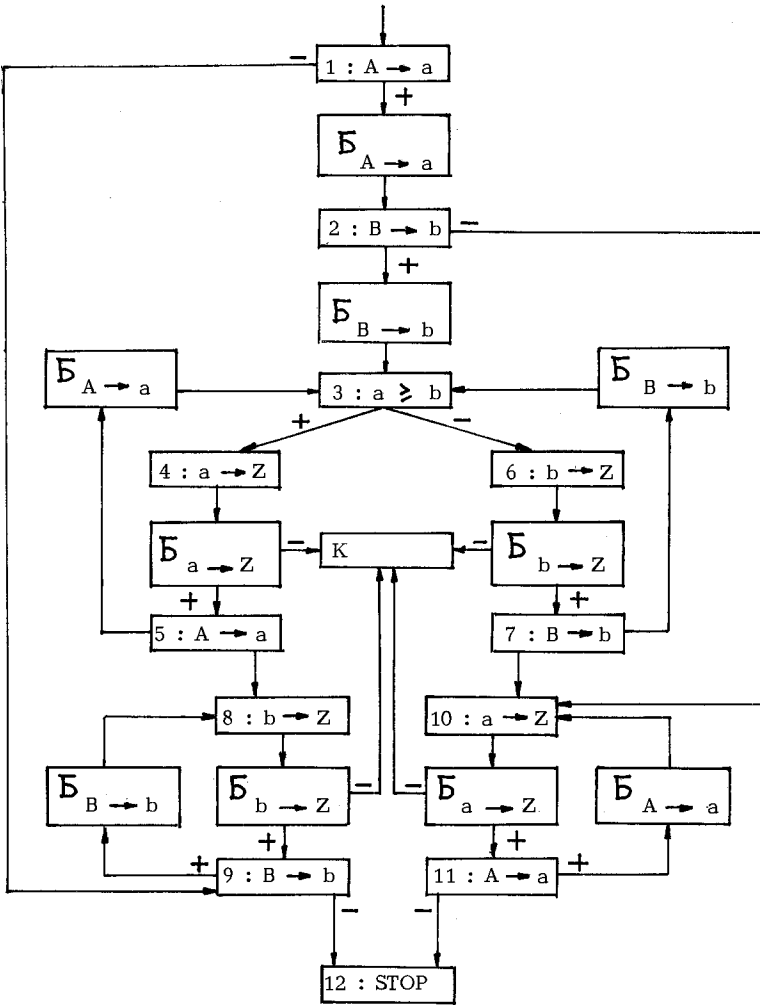 −
1 : A → a
+
Б A → a
2 : B → b
−
+
Б B → b
Б A → a
3 : a ≥ b
Б B → b
+
−
4 : a → Z
6 : b → Z
Б a → Z
−
K
−
Б b → Z
+
+
5 : A → a
7 : B → b
8 : b → Z
10 : a → Z
Б B → b
Б b → Z
−
−
Б a → Z
Б A → a
+
+
+
9 : B → b
11 : A → a
+
−
−
12 : STOP